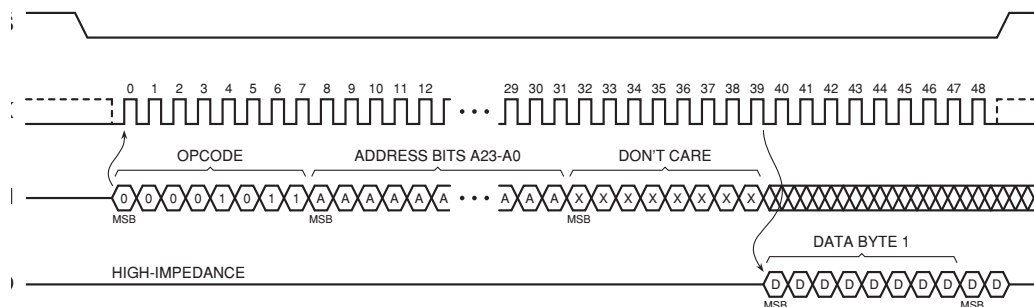 0 1 2 3 4 5 6 7 8 9 10 11 12 29 30 31 32 33 34 35 36 37 38 39 40 41 42 43 44 45 46 47 48
OPCODE ADDRESS BITS A23-A0 DON'T CARE
0 0 0 0 1 0 1 1 A A A A A A A A A X X X X X X X X
MSB MSB MSB
DATA BYTE 1
HIGH-IMPEDANCE
D D D D D D D D D D
MSB MSB